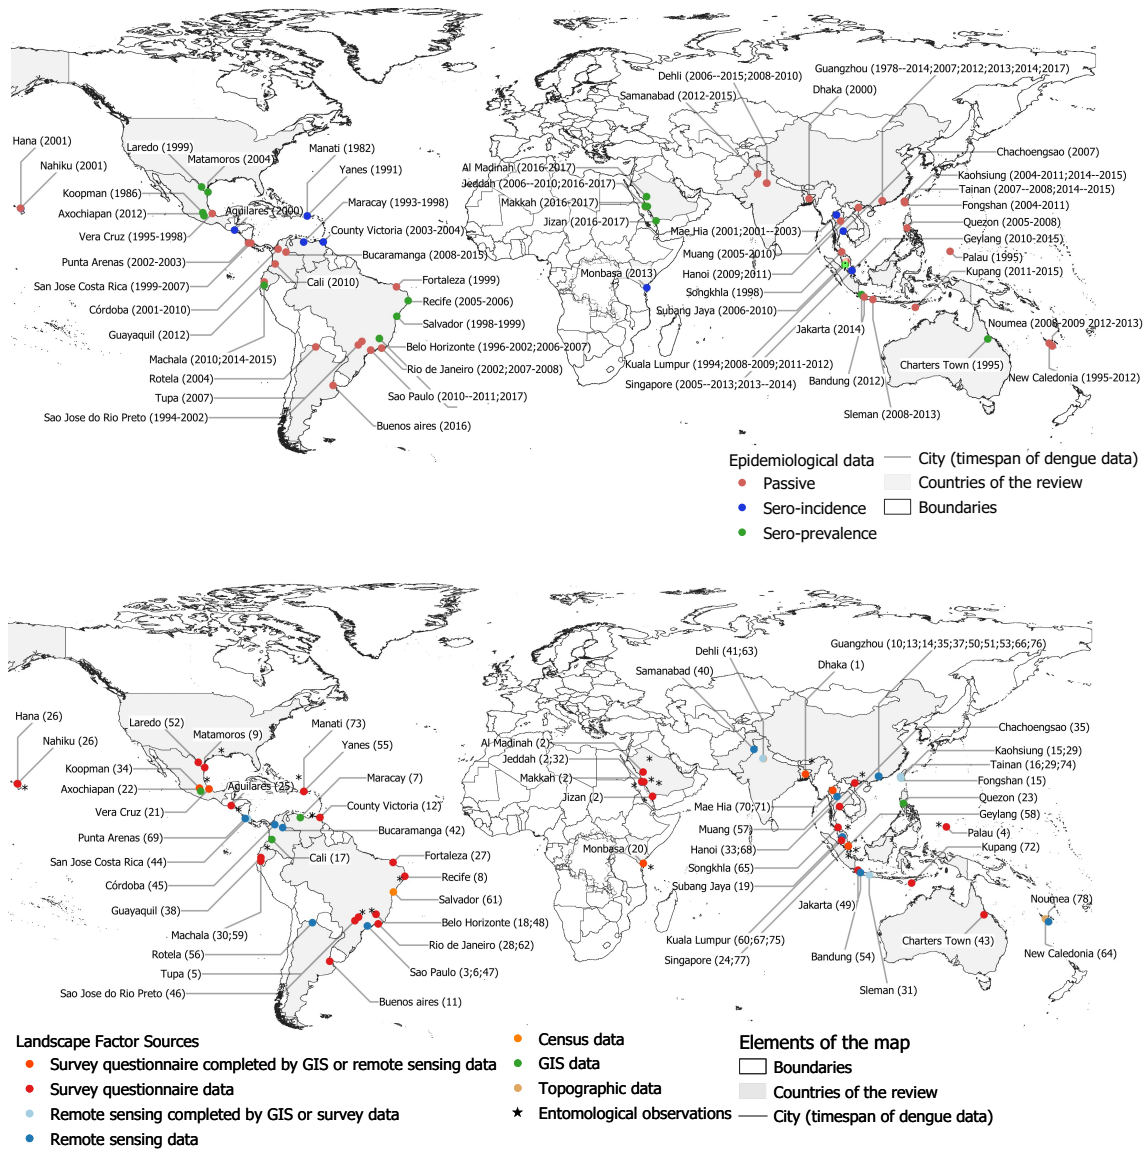 Guangzhou (1978--2014;2007;2012;2013;2014;2017)
Dehli (2006--2015;2008-2010)
Dhaka (2000)
Samanabad (2012-2015)
Hana (2001)
Nahiku (2001)
Laredo (1999)
Matamoros (2004)
Manati (1982)
Yanes (1991)
Koopman (1986)
Axochiapan (2012)
Aguilares (2000)
Maracay (1993-1998)
Vera Cruz (1995-1998)
County Victoria (2003-2004)
Punta Arenas (2002-2003)
Bucaramanga (2008-2015)
San Jose Costa Rica (1999-2007)
Cali (2010)
Fortaleza (1999)
Córdoba (2001-2010)
Recife (2005-2006)
Guayaquil (2012)
Salvador (1998-1999)
Machala (2010;2014-2015)
Belo Horizonte (1996-2002;2006-2007)
Rotela (2004)
Rio de Janeiro (2002;2007-2008)
Tupa (2007)
Sao Paulo (2010--2011;2017)
Sao Jose do Rio Preto (1994-2002)
Buenos aires (2016)
Al Madinah (2016-2017)
Jeddah (2006--2010;2016-2017)
Makkah (2016-2017)
Jizan (2016-2017)
Monbasa (2013)
Chachoengsao (2007)
Kaohsiung (2004-2011;2014--2015)
Tainan (2007--2008;2014--2015)
Fongshan (2004-2011)
Quezon (2005-2008)
Geylang (2010-2015)
Palau (1995)
Kupang (2011-2015)
Mae Hia (2001;2001--2003)
Muang (2005-2010)
Hanoi (2009;2011)
Songkhla (1998)
Subang Jaya (2006-2010)
Jakarta (2014)
Noumea (2008-2009 2012-2013)
Kuala Lumpur (1994;2008-2009;2011-2012)
Charters Town (1995)
Singapore (2005--2013;2013--2014)
Bandung (2012)
New Caledonia (1995-2012)
Sleman (2008-2013)
Epidemiological data
Passive
Sero-incidence
Sero-prevalence
City (timespan of dengue data)
Countries of the review
Boundaries
Guangzhou (10;13;14;35;37;50;51;53;66;76)
Dehli (41;63)
Dhaka (1)
Samanabad (40)
Hana (26)
Nahiku (26)
Laredo (52)
Matamoros (9)
Manati (73)
Yanes (55)
Koopman (34)
Axochiapan (22)
Aguilares (25)
Maracay (7)
Vera Cruz (21)
County Victoria (12)
Punta Arenas (69)
Bucaramanga (42)
San Jose Costa Rica (44)
Cali (17)
Fortaleza (27)
Córdoba (45)
Recife (8)
Guayaquil (38)
Salvador (61)
Machala (30;59)
Belo Horizonte (18;48)
Rotela (56)
Rio de Janeiro (28;62)
Tupa (5)
Sao Paulo (3;6;47)
Sao Jose do Rio Preto (46)
Buenos aires (11)
Al Madinah (2)
Jeddah (2;32)
Makkah (2)
Jizan (2)
Monbasa (20)
Chachoengsao (35)
Kaohsiung (15;29)
Tainan (16;29;74)
Fongshan (15)
Quezon (23)
Geylang (58)
Palau (4)
Kupang (72)
Mae Hia (70;71)
Muang (57)
Hanoi (33;68)
Songkhla (65)
Subang Jaya (19)
Jakarta (49)
Noumea (78)
Kuala Lumpur (60;67;75)
Charters Town (43)
Singapore (24;77)
Bandung (54)
New Caledonia (64)
Sleman (31)
Landscape Factor Sources
Survey questionnaire completed by GIS or remote sensing data
Survey questionnaire data
Remote sensing completed by GIS or survey data
Remote sensing data
Census data
GIS data
Topographic data
Entomological observations
Elements of the map
Boundaries
Countries of the review
City (timespan of dengue data)